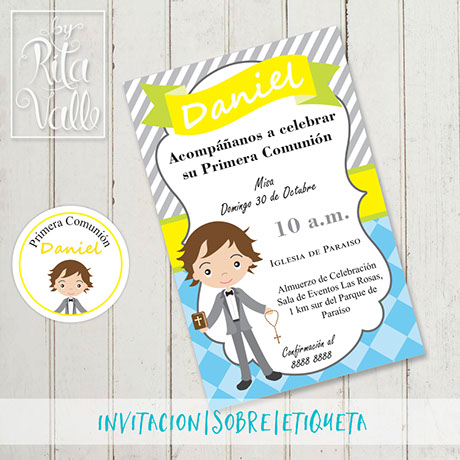 by
Rita
Vall
Daniel
Acompáñanos a celebrar
su Primera Comunión
Misa
Domingo 30 de Octubre
10 a.m.
Iglesia de Paraiso
Almuerzo de Celebración
Sala de Eventos Las Rosas,
1 km sur del Parque de
Paraiso
Confirmación al
8888 8888
Primera Comunión
Daniel
INVITACION|SOBRE|ETIQUETA